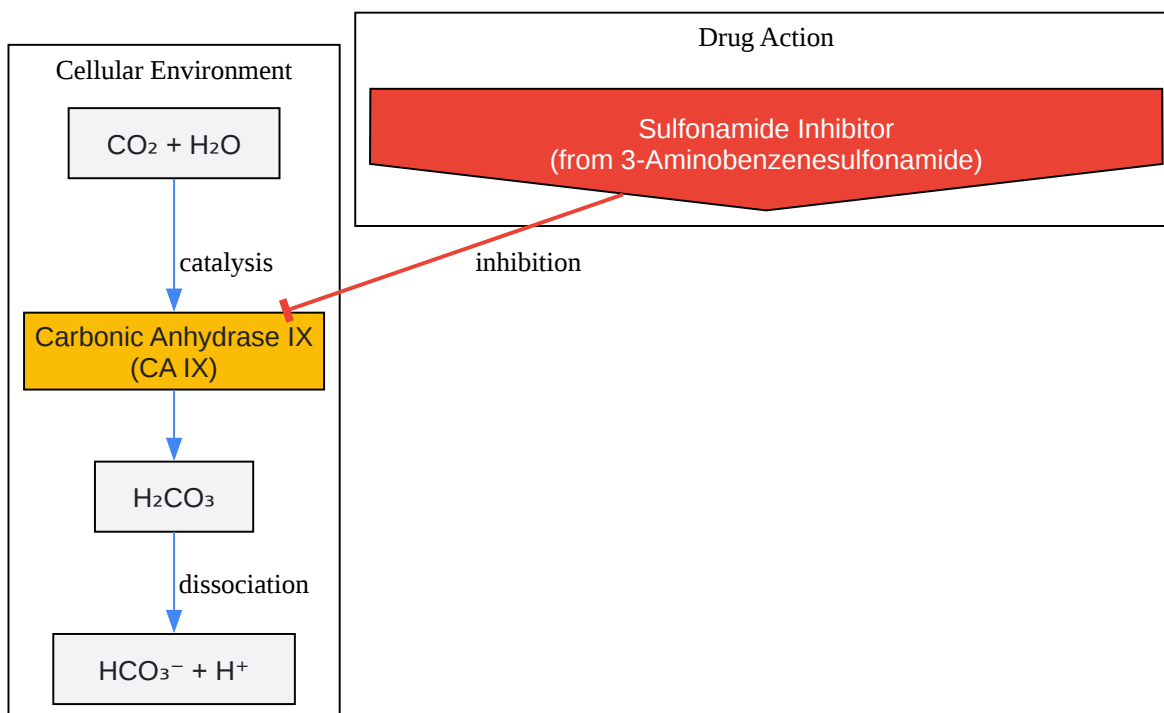 Drug Action
Cellular Environment
CO₂ + H₂O
Sulfonamide Inhibitor
(from 3-Aminobenzenesulfonamide)
catalysis
inhibition
Carbonic Anhydrase IX
(CA IX)
H₂CO₃
dissociation
HCO₃⁻ + H⁺